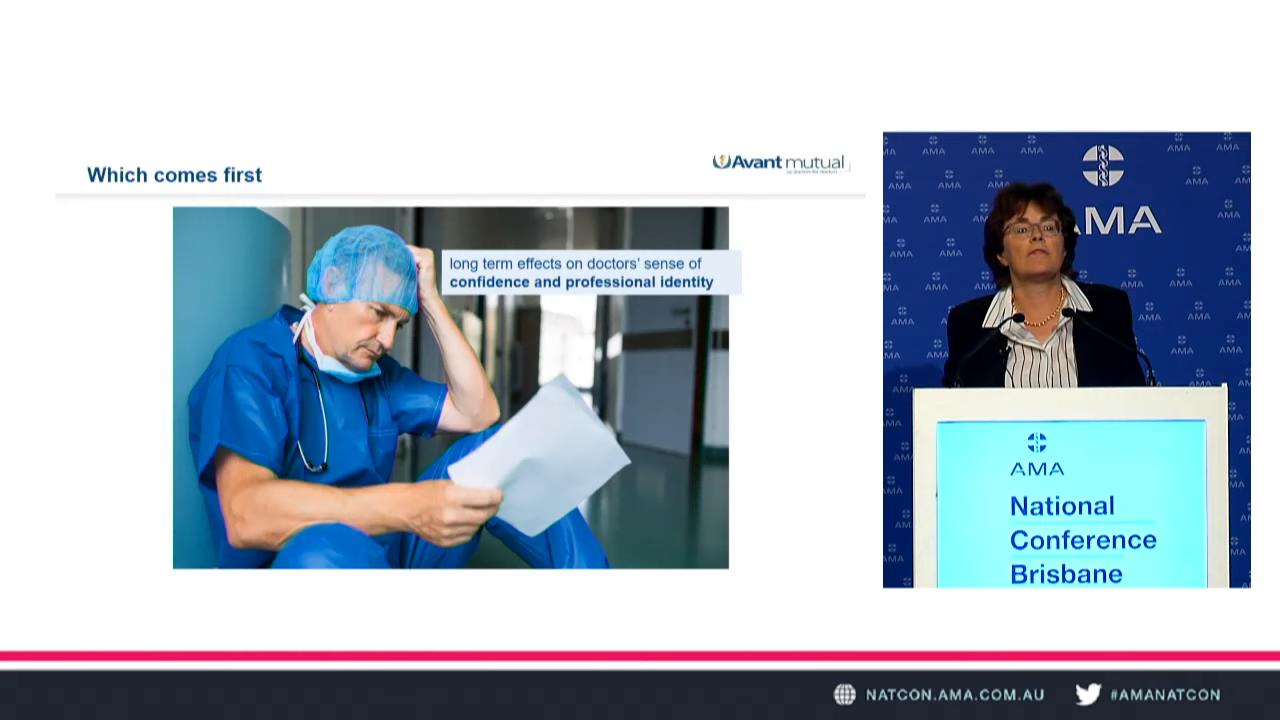 Which comes first
Avant mutual
long term effects on doctors' sense of
confidence and professional identity
AMA
AMA
National
Conference
Brisbane
NATCON.AMA.COM.AU
#AMANATCON